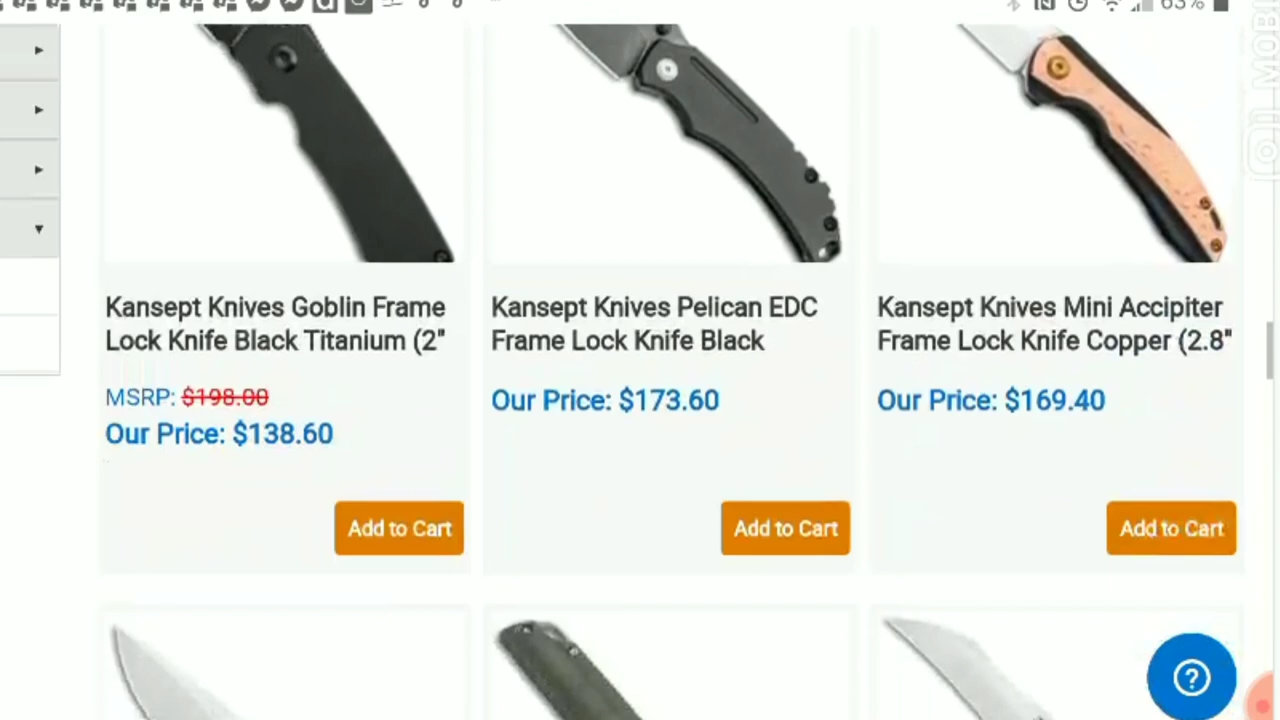 63%
Kansept Knives Goblin Frame
Lock Knife Black Titanium (2"
MSRP: $198.00
Our Price: $138.60
Add to Cart
Kansept Knives Pelican EDC
Frame Lock Knife Black
Our Price: $173.60
Add to Cart
Kansept Knives Mini Accipiter
Frame Lock Knife Copper (2.8"
Our Price: $169.40
Add to Cart
?